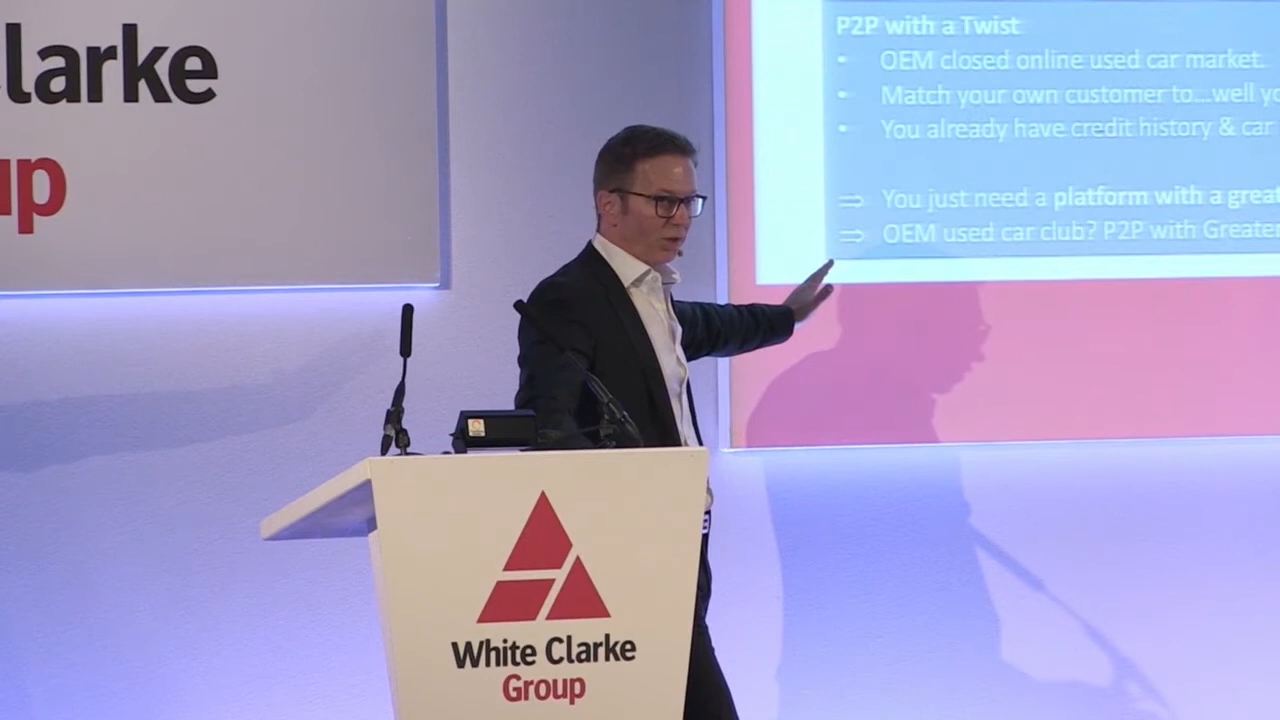 Clarke
up
P2P with a Twist
• OEM closed online used car market.
• Match your own customer to...well yo
• You already have credit history & car
⇒ You just need a platform with a great
⇒ OEM used car club? P2P with Greater
White Clarke
Group